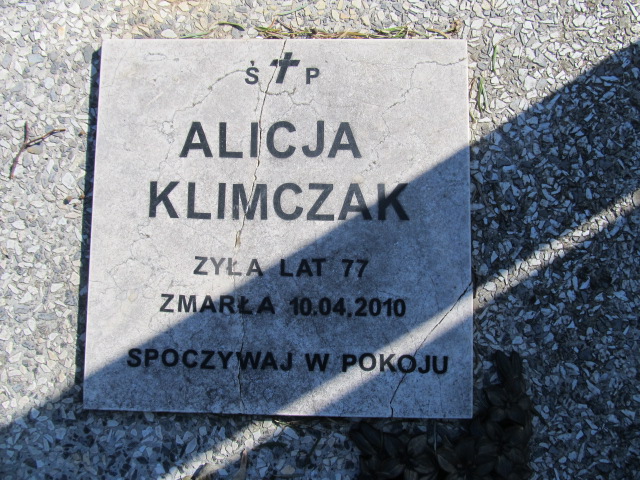 Ś ✝ P
ALICJA
KLIMCZAK
ZYŁA LAT 77
ZMARŁA 10.04.2010
SPOCZYWAJ W POKOJU